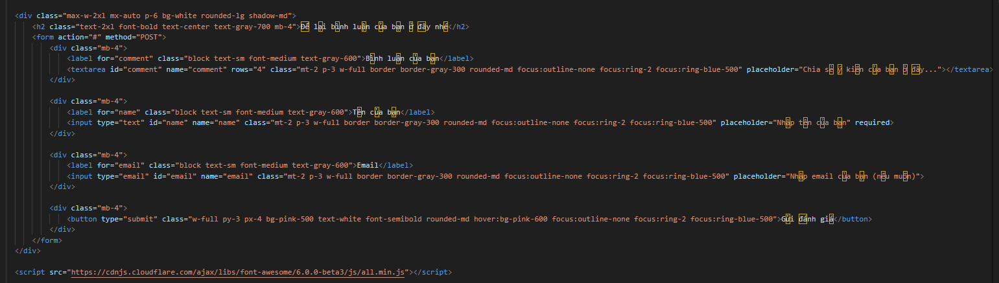 <div class="max-w-2xl mx-auto p-6 bg-white rounded-lg shadow-md">
<h2 class="text-2xl font-bold text-center text-gray-700 mb-4">Để lại bình luận của bạn ở đây nhé</h2>
<form action="#" method="POST">
<div class="mb-4">
<label for="comment" class="block text-sm font-medium text-gray-600">Bình luận của bạn</label>
<textarea id="comment" name="comment" rows="4" class="mt-2 p-3 w-full border border-gray-300 rounded-md focus:outline-none focus:ring-2 focus:ring-blue-500" placeholder="Chia sẻ ý kiến của bạn ở đây..."></textarea>
</div>
<div class="mb-4">
<label for="name" class="block text-sm font-medium text-gray-600">Tên của bạn</label>
<input type="text" id="name" name="name" class="mt-2 p-3 w-full border border-gray-300 rounded-md focus:outline-none focus:ring-2 focus:ring-blue-500" placeholder="Nhập tên của bạn" required>
</div>
<div class="mb-4">
<label for="email" class="block text-sm font-medium text-gray-600">Email</label>
<input type="email" id="email" name="email" class="mt-2 p-3 w-full border border-gray-300 rounded-md focus:outline-none focus:ring-2 focus:ring-blue-500" placeholder="Nhập email của bạn (nếu muốn)">
</div>
<div class="mb-4">
<button type="submit" class="w-full py-3 px-4 bg-pink-500 text-white font-semibold rounded-md hover:bg-pink-600 focus:outline-none focus:ring-2 focus:ring-blue-500">Gửi đánh giá</button>
</div>
</form>
</div>
<script src="https://cdnjs.cloudflare.com/ajax/libs/font-awesome/6.0.0-beta3/js/all.min.js"></script>